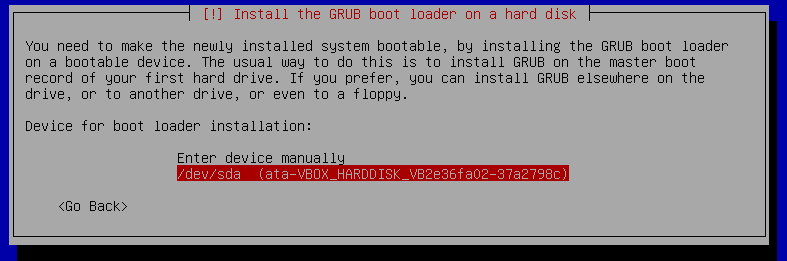 [!] Install the GRUB boot loader on a hard disk
You need to make the newly installed system bootable, by installing the GRUB boot loader
on a bootable device. The usual way to do this is to install GRUB on the master boot
record of your first hard drive. If you prefer, you can install GRUB elsewhere on the
drive, or to another drive, or even to a floppy.
Device for boot loader installation:
Enter device manually
/dev/sda  (ata-VBOX_HARDDISK_VB2e36fa02-37a2798c)
<Go Back>